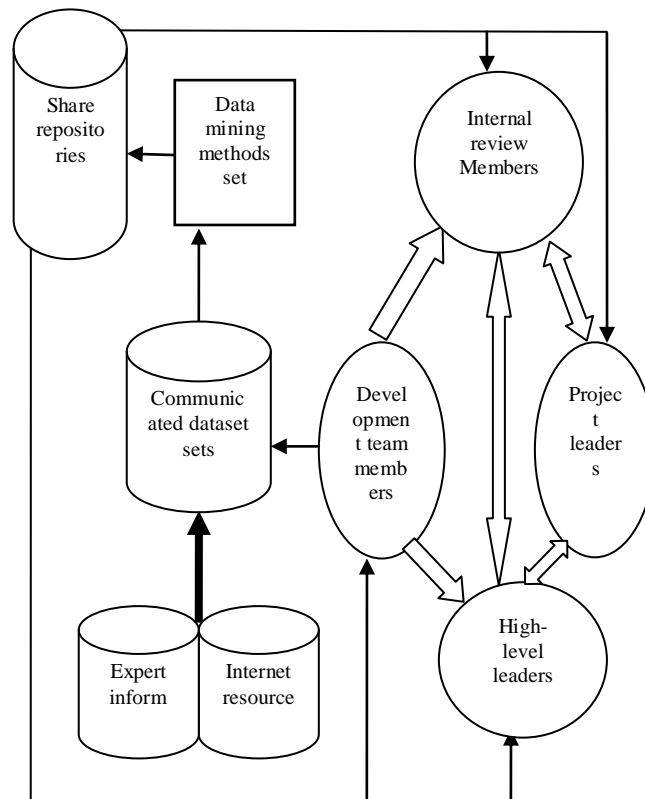 Share
reposito
ries
Data
mining
methods
set
Internal
review
Members
Communic
ated dataset
sets
Devel
opmen
t team
memb
ers
Projec
t
leader
s
Expert
inform
Internet
resource
High-
level
leaders